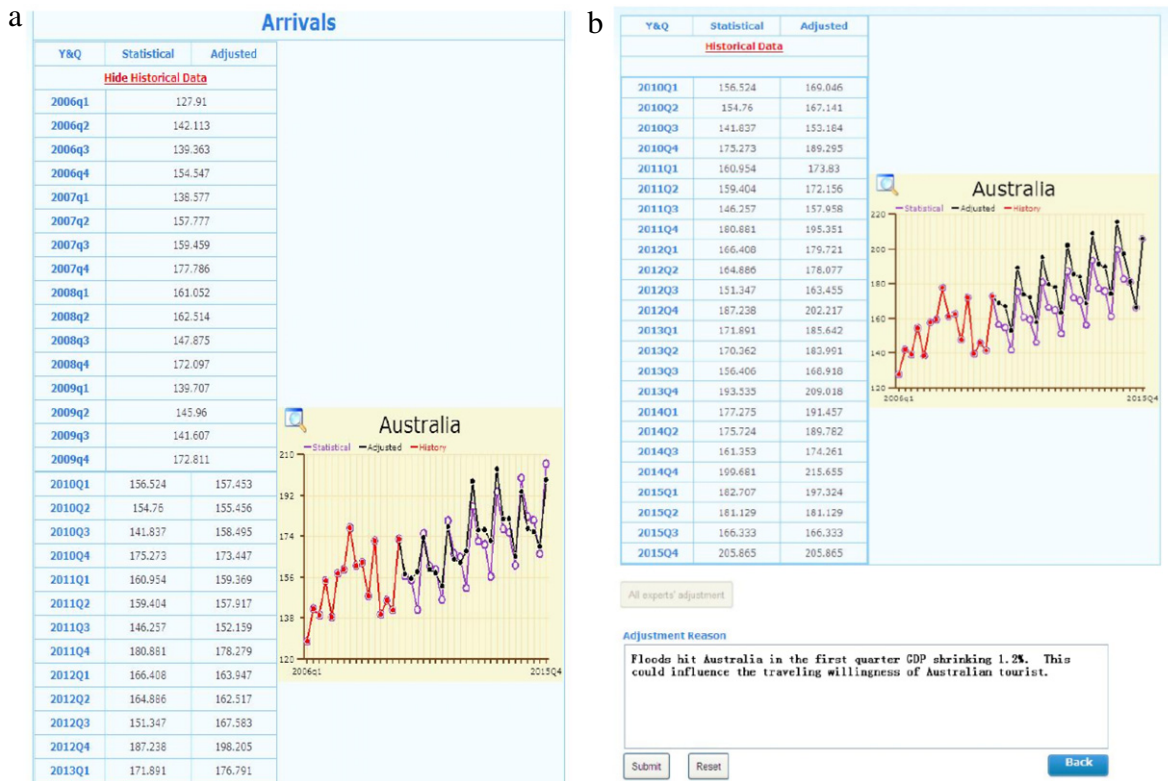 a
Arrivals
Y&Q Statistical Adjusted
Hide Historical Data
2006q1 127.91
2006q2 142.113
2006q3 139.363
2006q4 154.547
2007q1 138.577
2007q2 157.777
2007q3 159.459
2007q4 177.786
2008q1 161.052
2008q2 162.514
2008q3 147.875
2008q4 172.097
2009q1 139.707
2009q2 145.96
2009q3 141.607
2009q4 172.811
2010Q1 156.524 157.453
2010Q2 154.76 155.456
2010Q3 141.837 158.495
2010Q4 175.273 173.447
2011Q1 160.954 159.369
2011Q2 159.404 157.917
2011Q3 146.257 152.159
2011Q4 180.881 178.279
2012Q1 166.408 163.947
2012Q2 164.886 162.517
2012Q3 151.347 167.583
2012Q4 187.238 198.205
2013Q1 171.891 176.791
Australia
Statistical Adjusted History
210
192
174
156
138
120
2006q1 2015Q4
b
Y&Q Statistical Adjusted
Historical Data
2010Q1 156.524 169.046
2010Q2 154.76 167.141
2010Q3 141.837 153.184
2010Q4 175.273 189.295
2011Q1 160.954 173.83
2011Q2 159.404 172.156
2011Q3 146.257 157.958
2011Q4 180.881 195.351
2012Q1 166.408 179.721
2012Q2 164.886 178.077
2012Q3 151.347 163.455
2012Q4 187.238 202.217
2013Q1 171.891 185.642
2013Q2 170.362 183.991
2013Q3 156.406 168.918
2013Q4 193.535 209.018
2014Q1 177.275 191.457
2014Q2 175.724 189.782
2014Q3 161.353 174.261
2014Q4 199.681 215.655
2015Q1 182.707 197.324
2015Q2 181.129 181.129
2015Q3 166.333 166.333
2015Q4 205.865 205.865
Australia
Statistical Adjusted History
220
200
180
160
140
120
2006q1 2015Q4
All experts' adjustment
Adjustment Reason
Floods hit Australia in the first quarter GDP shrinking 1.2%. This
could influence the traveling willingness of Australian tourist.
Submit Reset Back